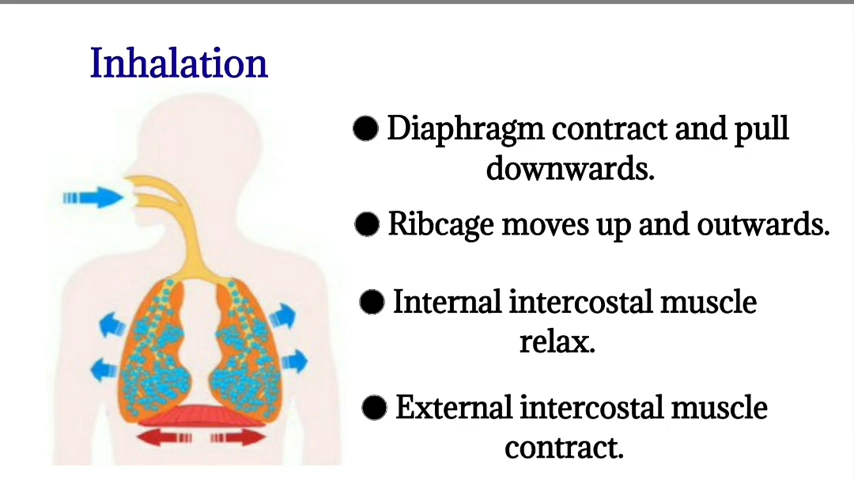 Inhalation
● Diaphragm contract and pull
downwards.
● Ribcage moves up and outwards.
● Internal intercostal muscle
relax.
● External intercostal muscle
contract.